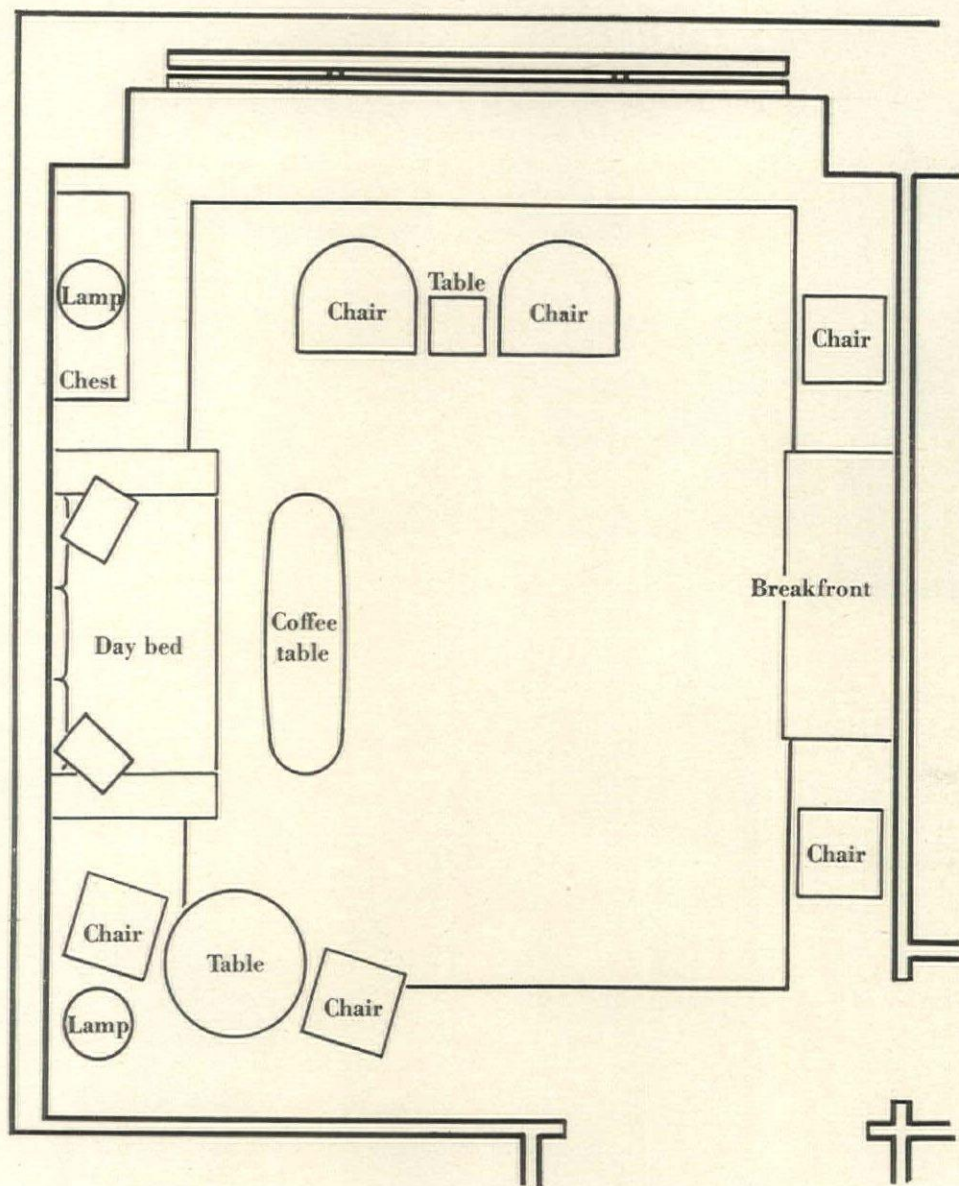 Table
Lamp
Chair
Chair
Chair
Chest
Breakfront
Coffee
table
Day bed
Chair
Chair
Table
Chair
Lamp